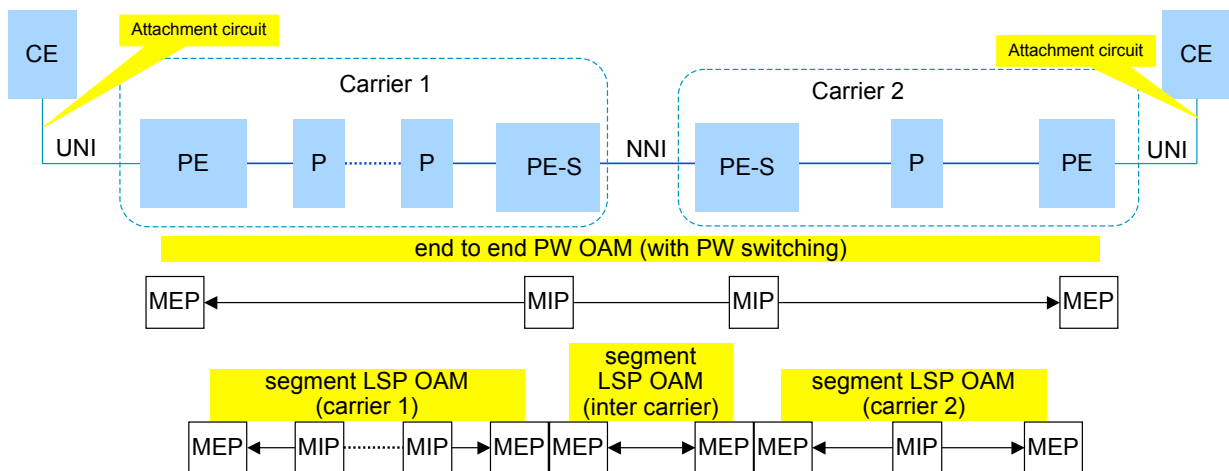 Attachment circuit
CE
Attachment circuit
CE
Carrier 1
Carrier 2
UNI
PE
P
P
PE-S
NNI
PE-S
P
PE
UNI
end to end PW OAM (with PW switching)
MEP
MIP
MIP
MEP
segment LSP OAM
(carrier 1)
segment
LSP OAM
(inter carrier)
segment LSP OAM
(carrier 2)
MEP
MIP
MIP
MEP
MEP
MEP
MEP
MIP
MEP